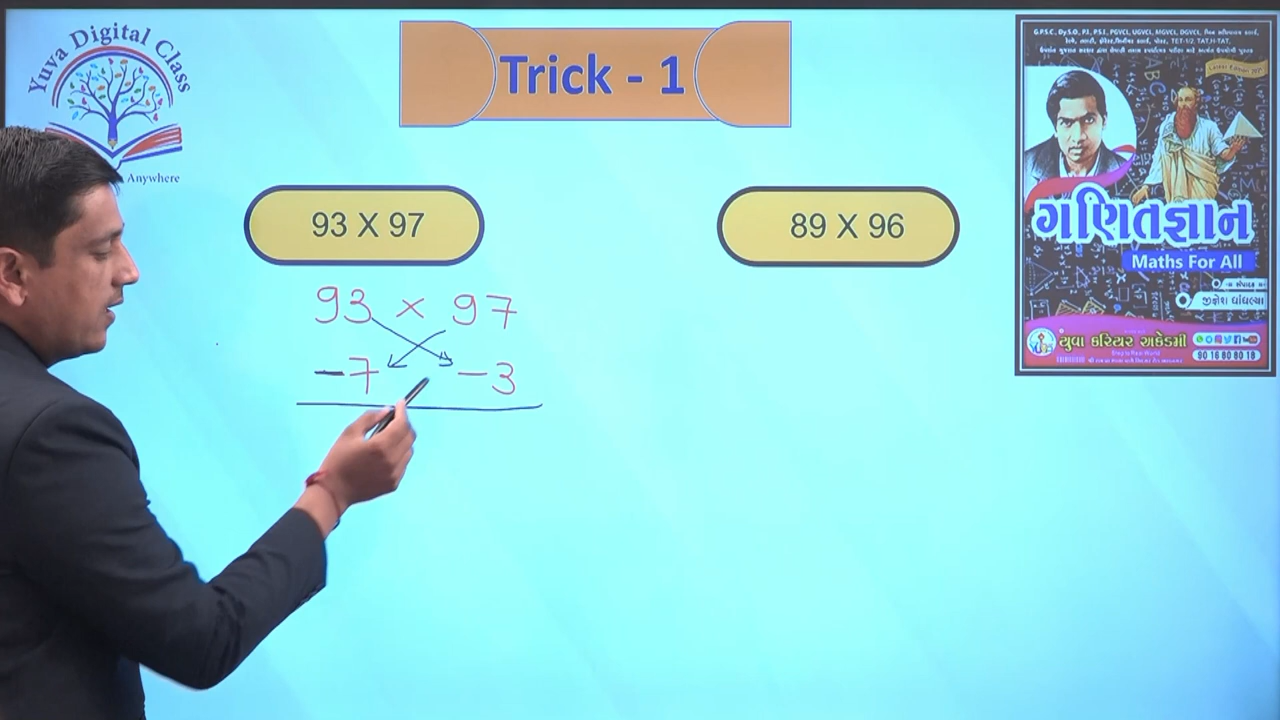 Yuva Digital Class
Anywhere
Trick - 1
93 X 97
89 X 96
93 × 97
-7 -3
ગણિતજ્ઞાન
Maths For All
યુવા કરિયર અકેડમી
90 16 80 80 18